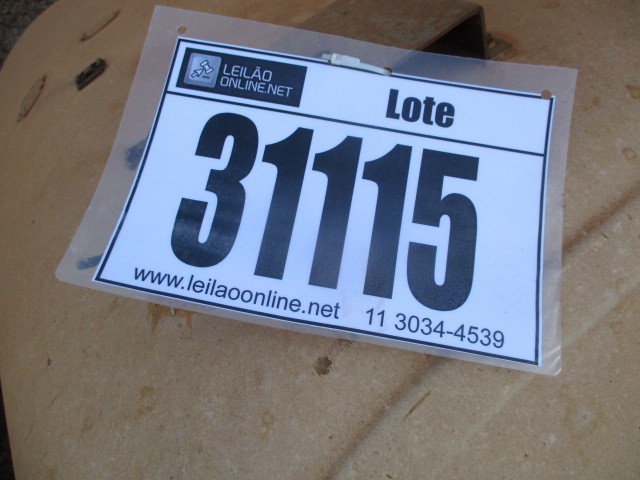 LEILÃO
ONLINE.NET
Lote
31115
www.leilaoonline.net 11 3034-4539